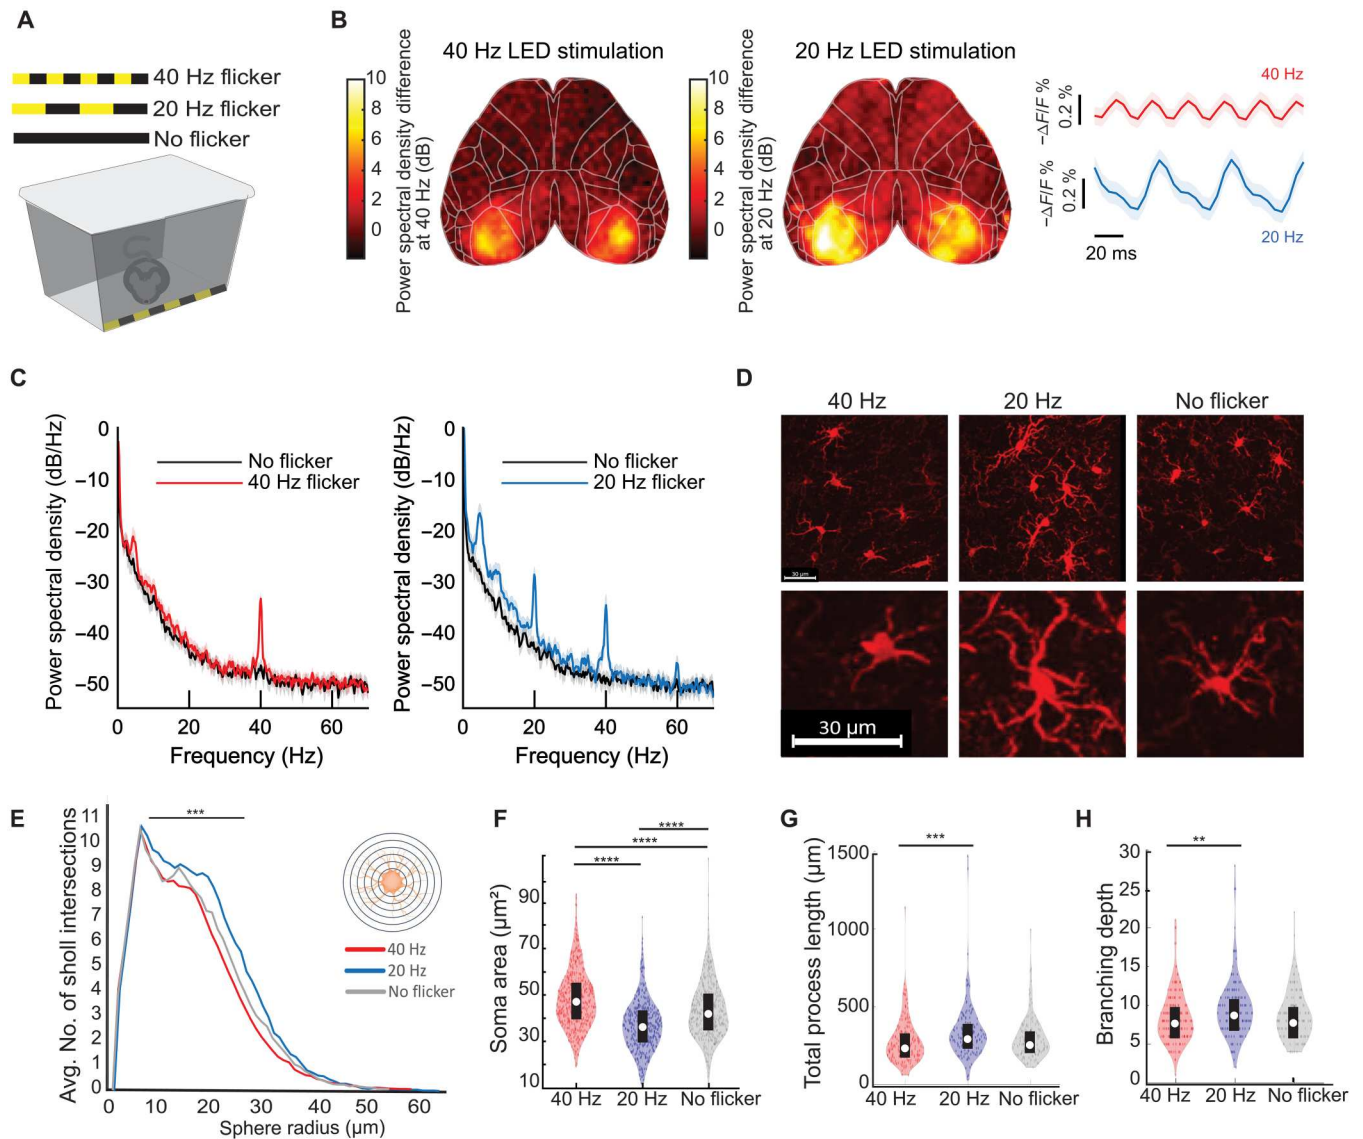 A
40 Hz flicker
20 Hz flicker
No flicker
B
40 Hz LED stimulation
Power spectral density difference
at 40 Hz (dB)
10
8
6
4
2
0
20 Hz LED stimulation
Power spectral density difference
at 20 Hz (dB)
10
8
6
4
2
0
40 Hz
−ΔF/F %
0.2 %
−ΔF/F %
0.2 %
20 Hz
20 ms
C
Power spectral density (dB/Hz)
0
−10
−20
−30
−40
−50
No flicker
40 Hz flicker
0 20 40 60
Frequency (Hz)
Power spectral density (dB/Hz)
0
−10
−20
−30
−40
−50
No flicker
20 Hz flicker
0 20 40 60
Frequency (Hz)
D
40 Hz 20 Hz No flicker
30 µm
30 µm
E
Avg. No. of sholl intersections
11
10
9
8
7
6
5
4
3
2
1
0
***
40 Hz
20 Hz
No flicker
0 10 20 30 40 50 60
Sphere radius (µm)
F
Soma area (µm²)
90
70
50
30
10
****
****
****
40 Hz 20 Hz No flicker
G
Total process length (µm)
1500
1000
500
0
***
40 Hz 20 Hz No flicker
H
Branching depth
30
25
20
15
10
5
0
**
40 Hz 20 Hz No flicker